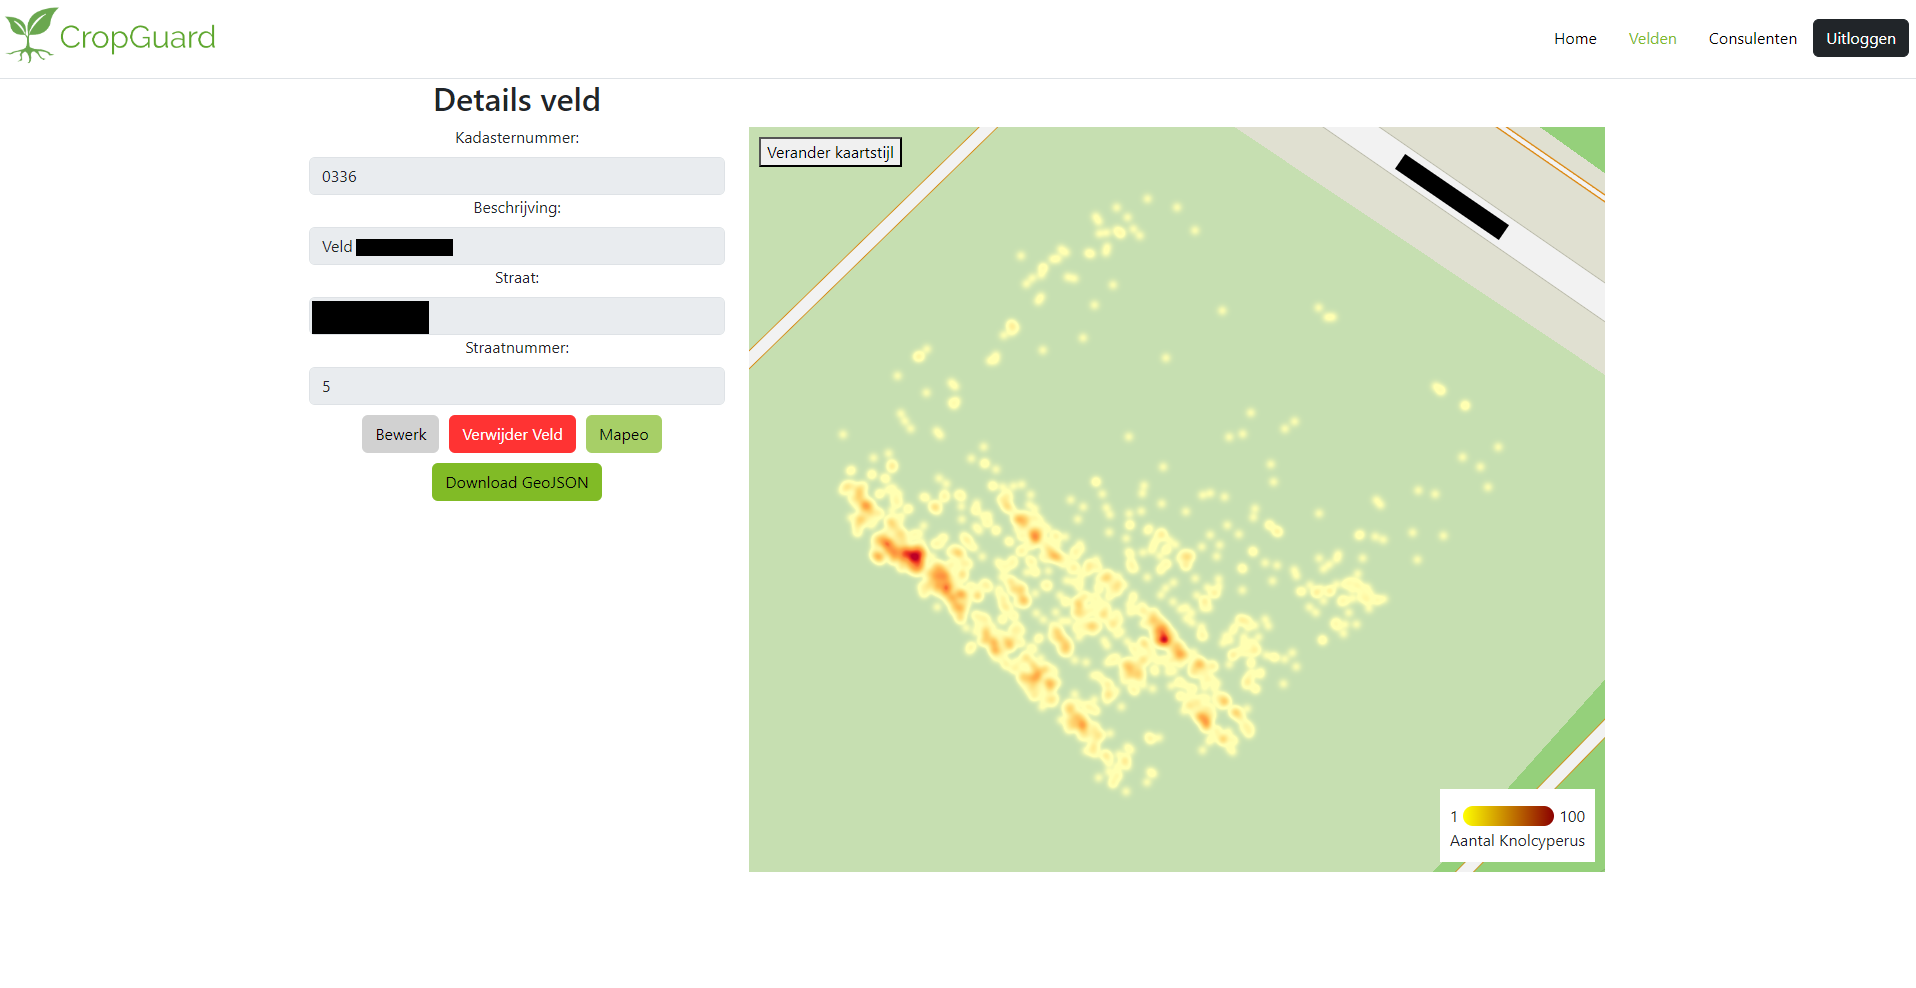 CropGuard
Home
Velden
Consulenten
Uitloggen
Details veld
Kadasternummer:
0336
Beschrijving:
Veld
Straat:
Straatnummer:
5
Bewerk
Verwijder Veld
Mapeo
Download GeoJSON
Verander kaartstijl
1 100
Aantal Knolcyperus